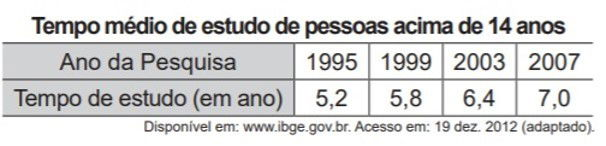 Tempo médio de estudo de pessoas acima de 14 anos
Ano da Pesquisa 1995 1999 2003 2007
Tempo de estudo (em ano) 5,2 5,8 6,4 7,0
Disponível em: www.ibge.gov.br. Acesso em: 19 dez. 2012 (adaptado).